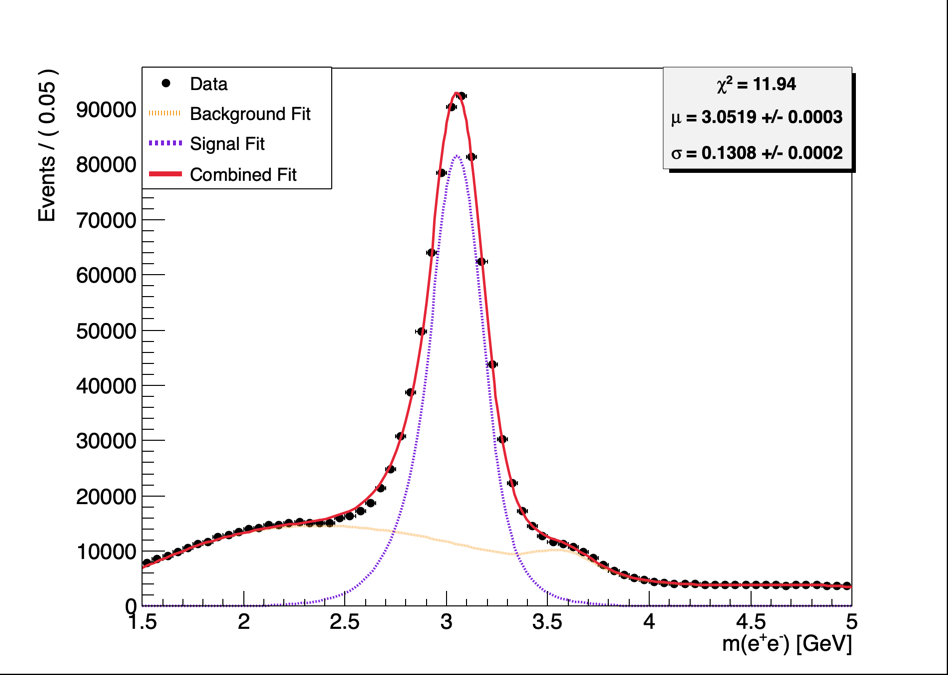 Events / ( 0.05 )
90000
80000
70000
60000
50000
40000
30000
20000
10000
0
Data
Background Fit
Signal Fit
Combined Fit
χ² = 11.94
μ = 3.0519 +/- 0.0003
σ = 0.1308 +/- 0.0002
1.5 2 2.5 3 3.5 4 4.5 5
m(e⁺e⁻) [GeV]